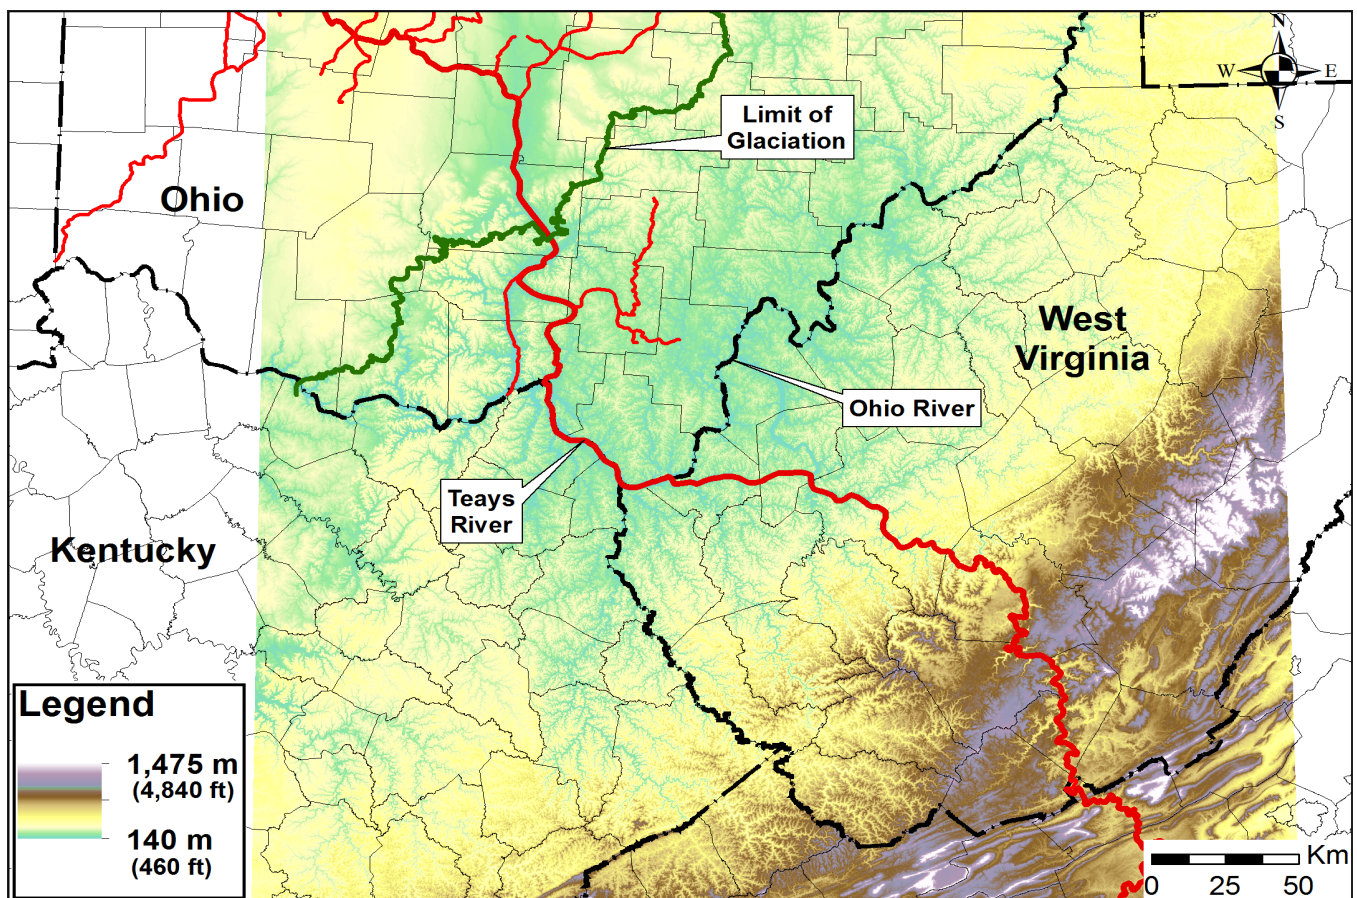 N
W E
S
Limit of
Glaciation
Ohio
West
Virginia
Ohio River
Teays
River
Kentucky
Legend
1,475 m
(4,840 ft)
140 m
(460 ft)
Km
0 25 50